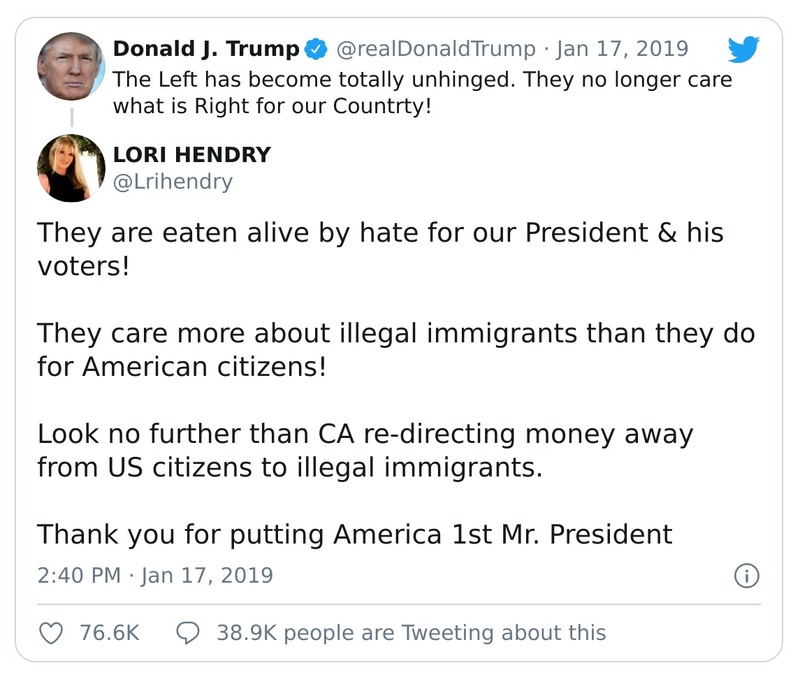 Donald J. Trump @realDonaldTrump · Jan 17, 2019
The Left has become totally unhinged. They no longer care
what is Right for our Countrty!
LORI HENDRY
@Lrihendry
They are eaten alive by hate for our President & his
voters!
They care more about illegal immigrants than they do
for American citizens!
Look no further than CA re-directing money away
from US citizens to illegal immigrants.
Thank you for putting America 1st Mr. President
2:40 PM · Jan 17, 2019
76.6K 38.9K people are Tweeting about this